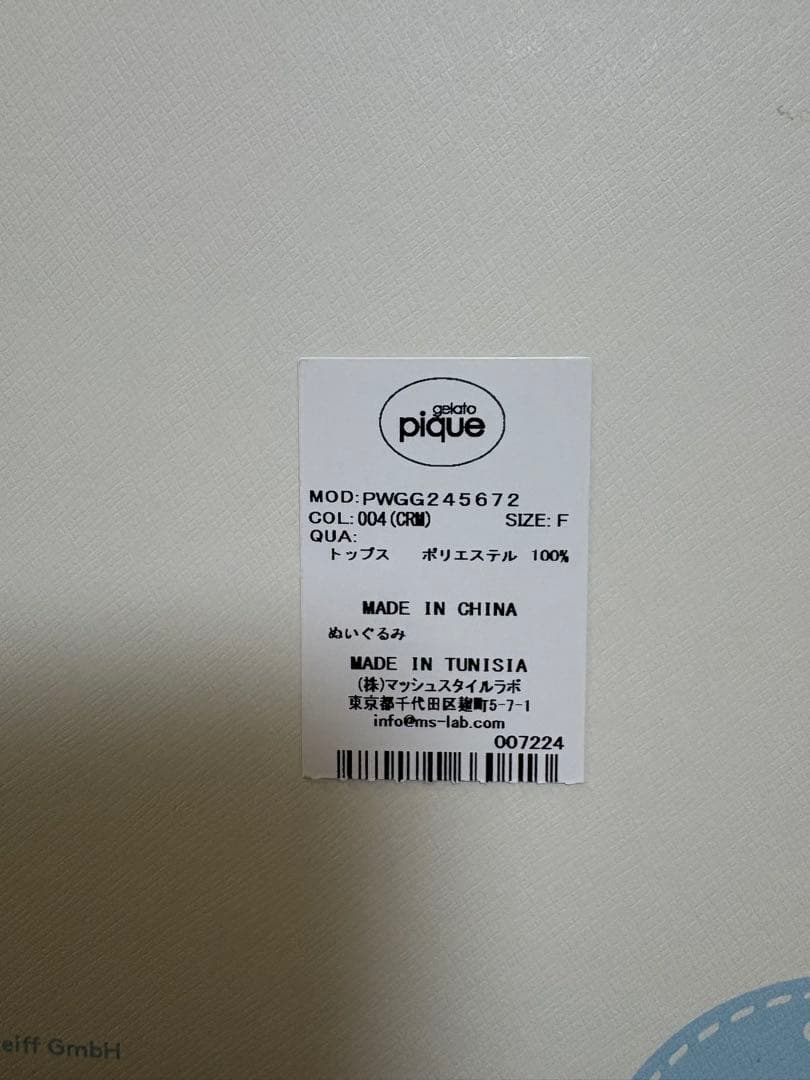 gelato
pique
MOD:PWGG245672
COL:004(CRM) SIZE:F
QUA:
トップス ポリエステル 100%
MADE IN CHINA
ぬいぐるみ
MADE IN TUNISIA
(株)マッシュスタイルラボ
東京都千代田区麹町5-7-1
info@ms-lab.com
007224
eiff GmbH